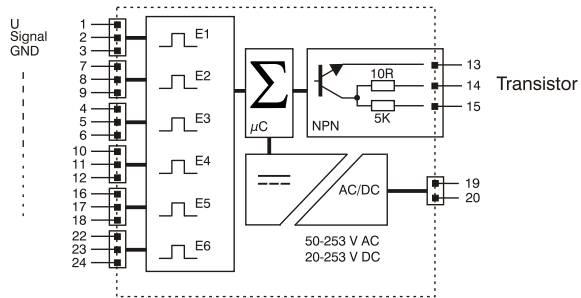 U 1
Signal 2
GND 3
7
8
9
4
5
6
10
11
12
16
17
18
22
23
24
E1
E2
E3
E4
E5
E6
Σ
µC
10R
5K
NPN
13
14
15
Transistor
AC/DC
19
20
50-253 V AC
20-253 V DC